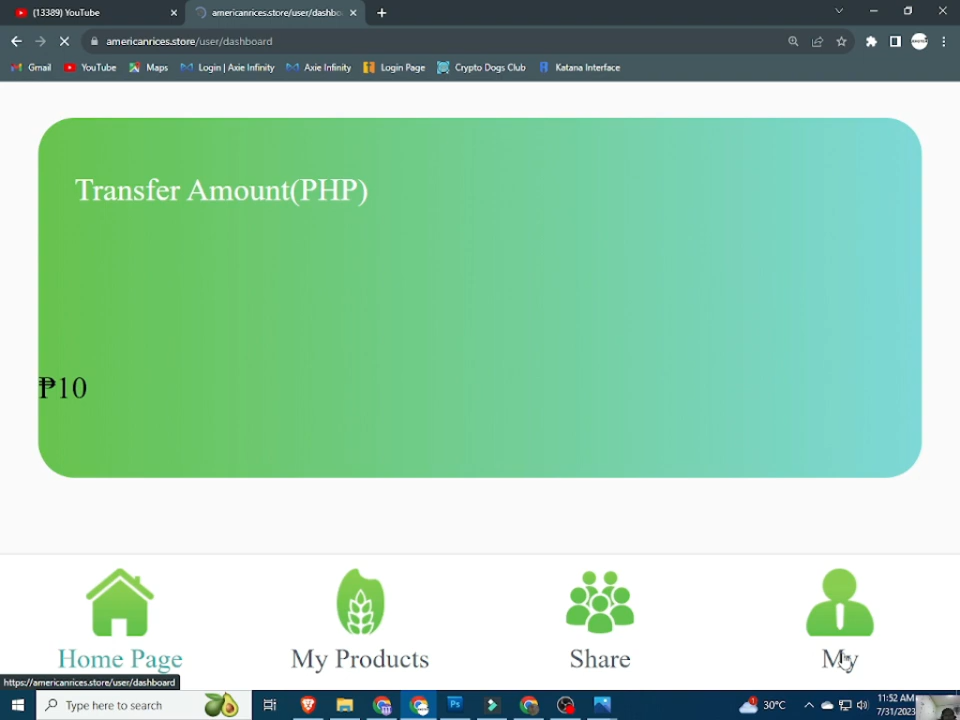 (13389) YouTube
americanrices.store/user/dashbo
americanrices.store/user/dashboard
Gmail
YouTube
Maps
Login | Axie Infinity
Axie Infinity
Login Page
Crypto Dogs Club
Katana Interface
Transfer Amount(PHP)
₱10
Home Page
My Products
Share
My
https://americanrices.store/user/dashboard
Type here to search
30°C
11:52 AM
7/31/2023